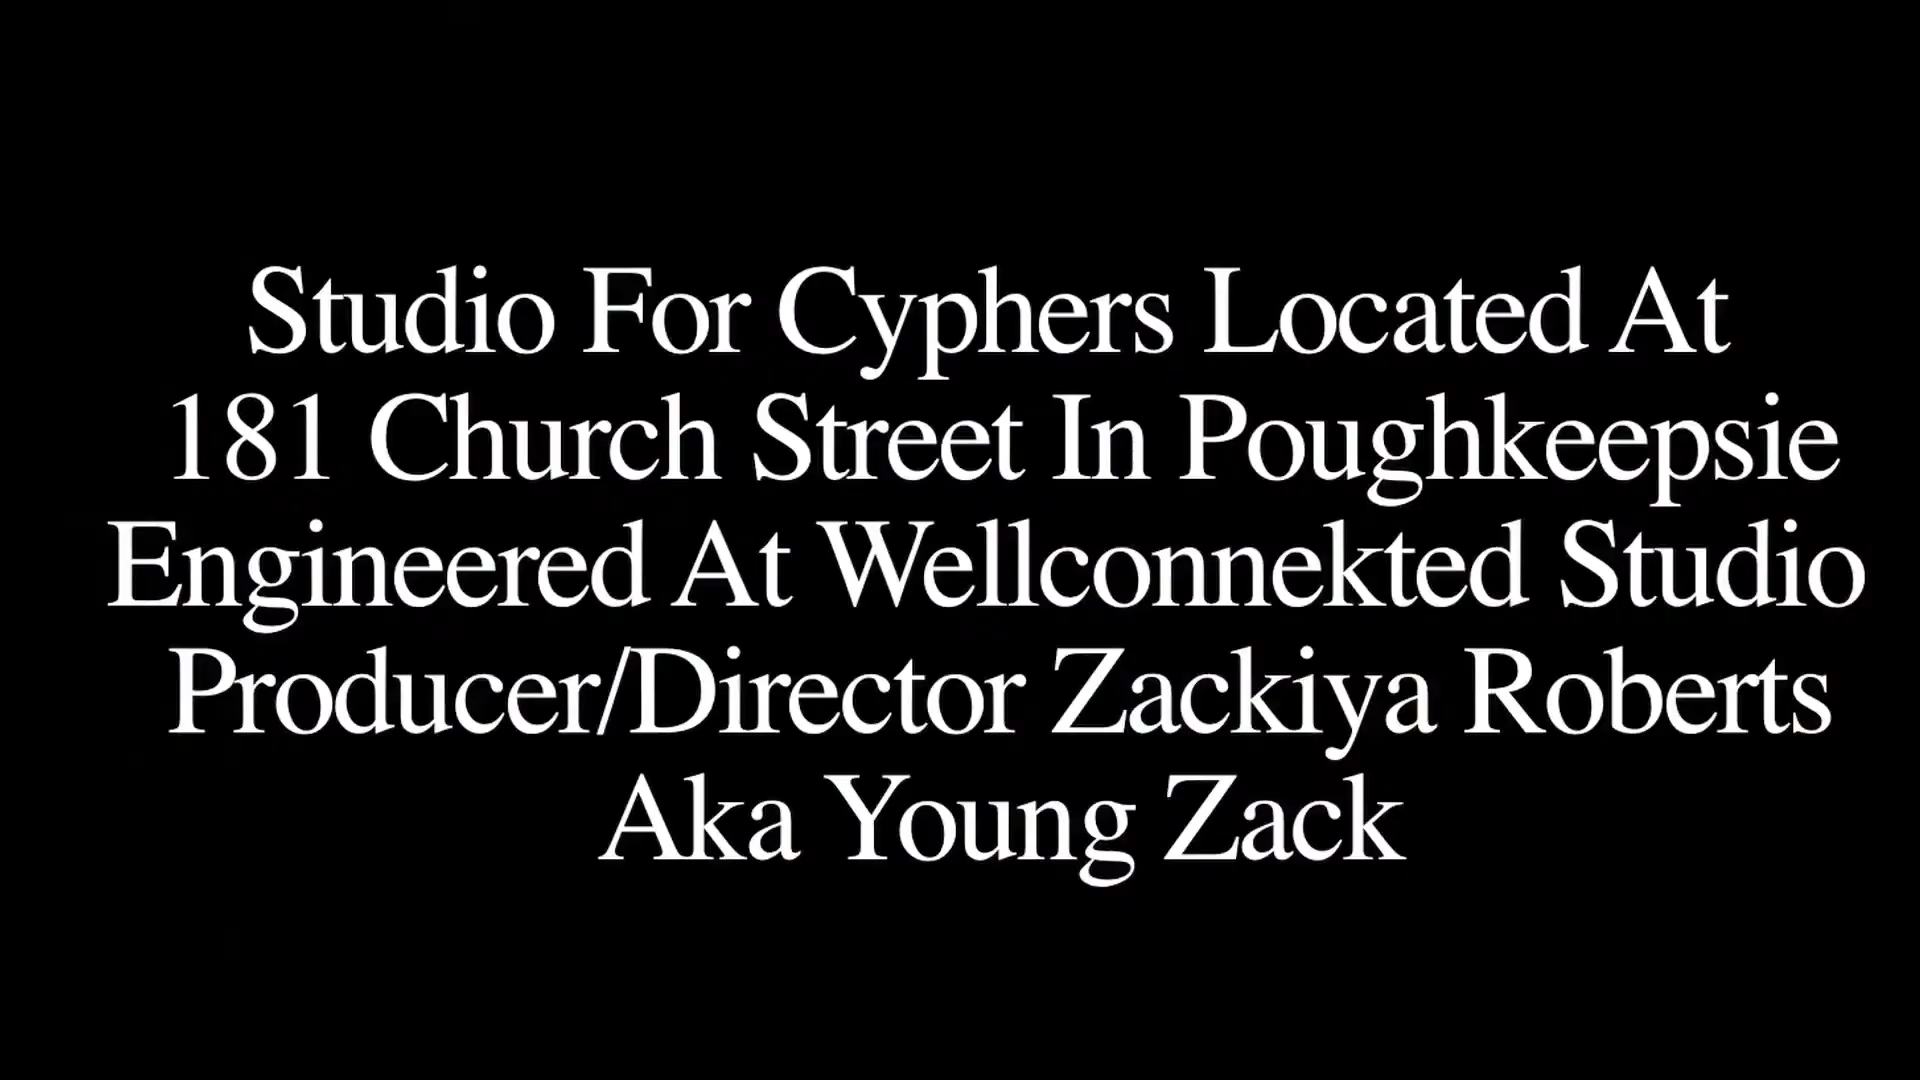 Studio For Cyphers Located At
181 Church Street In Poughkeepsie
Engineered At Wellconnekted Studio
Producer/Director Zackiya Roberts
Aka Young Zack